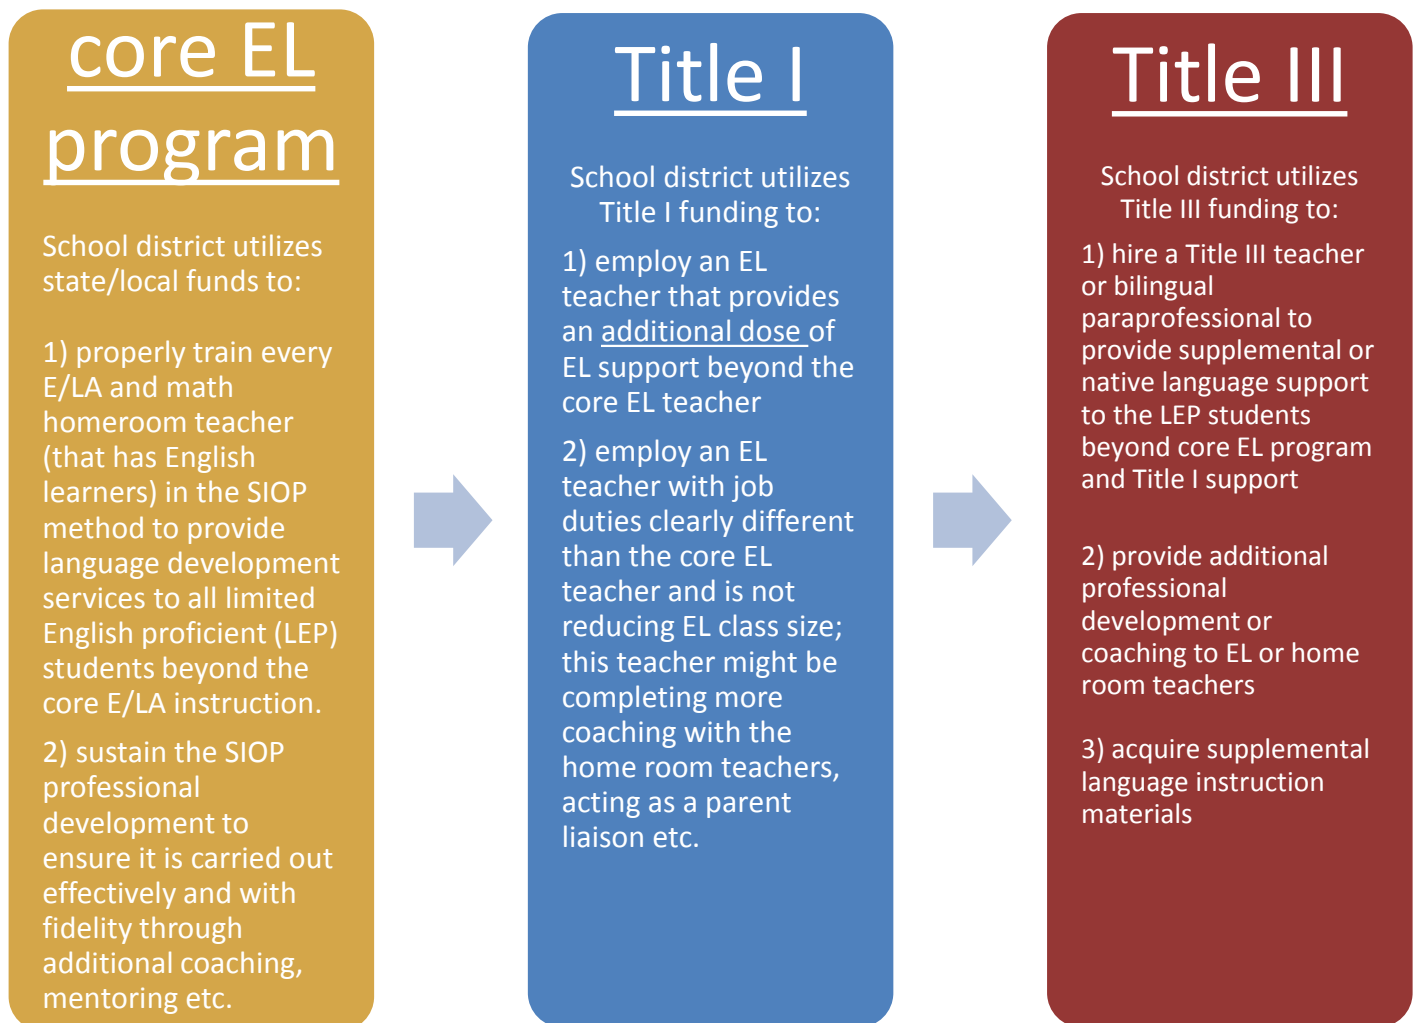 core EL
program
School district utilizes
state/local funds to:
1) properly train every
E/LA and math
homeroom teacher
(that has English
learners) in the SIOP
method to provide
language development
services to all limited
English proficient (LEP)
students beyond the
core E/LA instruction.
2) sustain the SIOP
professional
development to
ensure it is carried out
effectively and with
fidelity through
additional coaching,
mentoring etc.
Title I
School district utilizes
Title I funding to:
1) employ an EL
teacher that provides
an additional dose of
EL support beyond the
core EL teacher
2) employ an EL
teacher with job
duties clearly different
than the core EL
teacher and is not
reducing EL class size;
this teacher might be
completing more
coaching with the
home room teachers,
acting as a parent
liaison etc.
Title III
School district utilizes
Title III funding to:
1) hire a Title III teacher
or bilingual
paraprofessional to
provide supplemental or
native language support
to the LEP students
beyond core EL program
and Title I support
2) provide additional
professional
development or
coaching to EL or home
room teachers
3) acquire supplemental
language instruction
materials